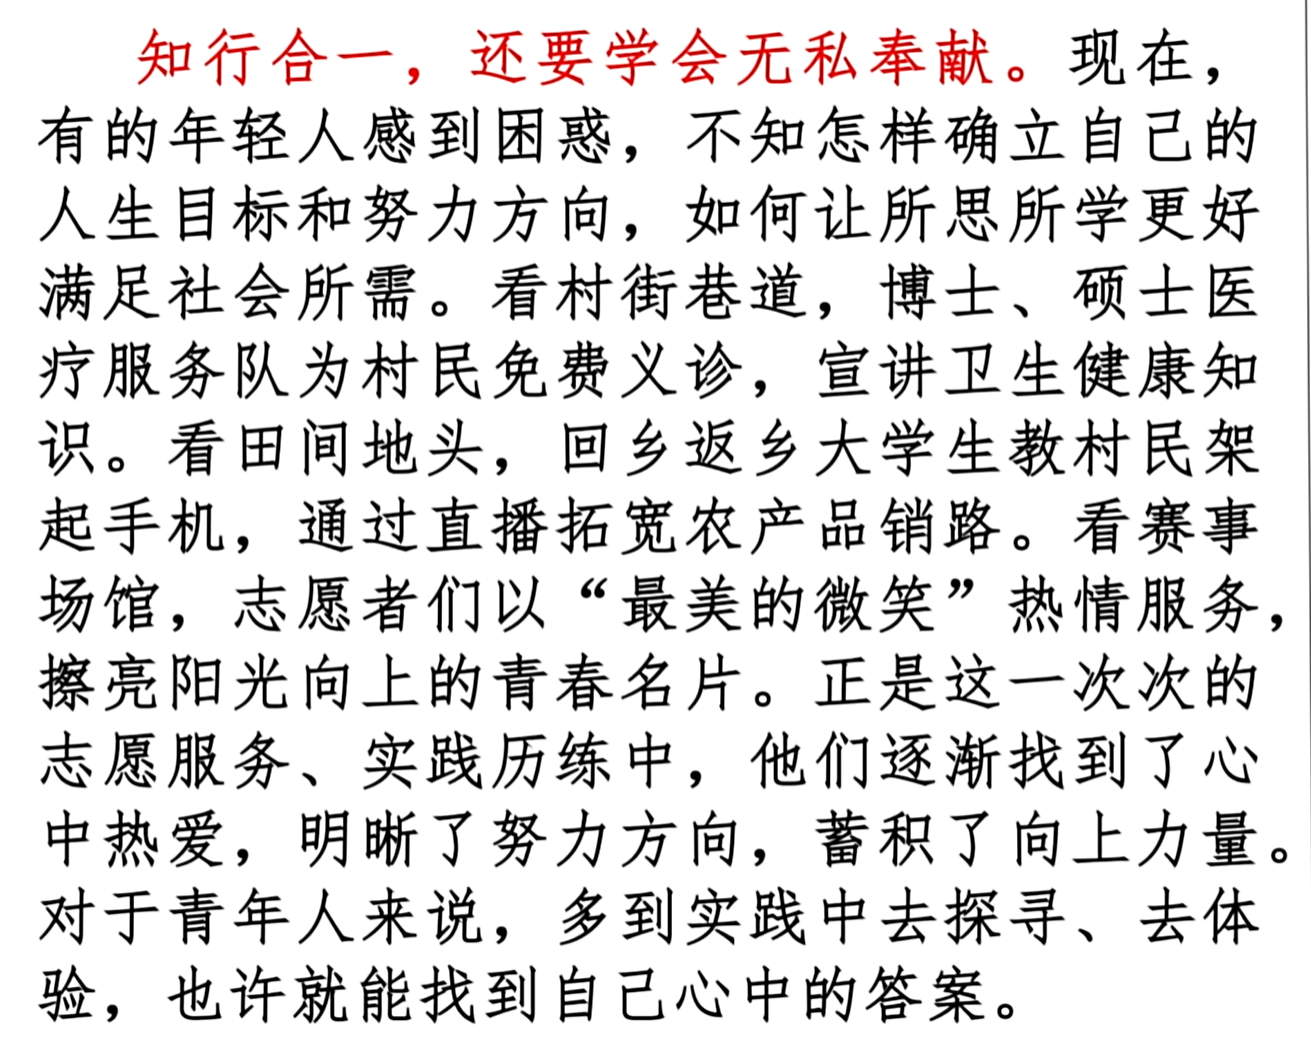 知行合一，还要学会无私奉献。现在，
有的年轻人感到困惑，不知怎样确立自己的
人生目标和努力方向，如何让所思所学更好
满足社会所需。看村街巷道，博士、硕士医
疗服务队为村民免费义诊，宣讲卫生健康知
识。看田间地头，回乡返乡大学生教村民架
起手机，通过直播拓宽农产品销路。看赛事
场馆，志愿者们以“最美的微笑”热情服务，
擦亮阳光向上的青春名片。正是这一次次的
志愿服务、实践历练中，他们逐渐找到了心
中热爱，明晰了努力方向，蓄积了向上力量。
对于青年人来说，多到实践中去探寻、去体
验，也许就能找到自己心中的答案。